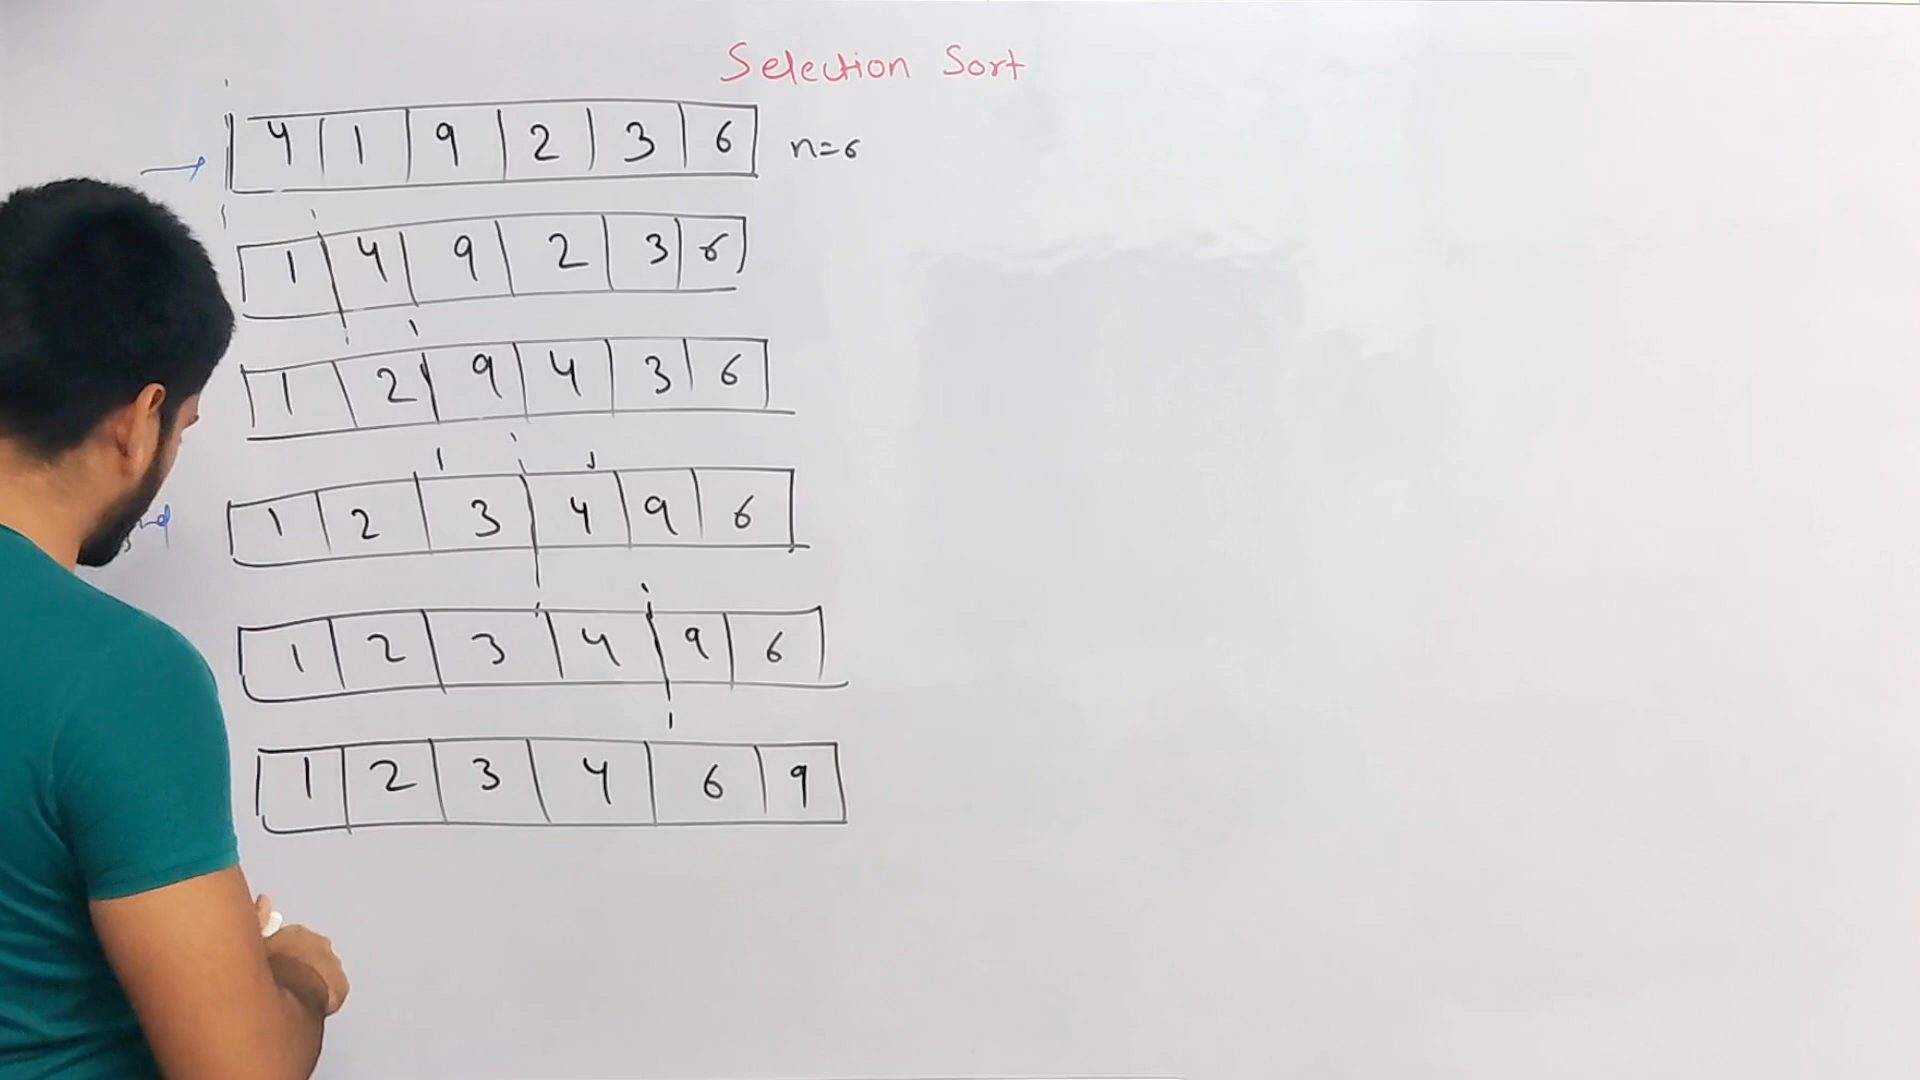 Selection Sort
4 1 9 2 3 6 n=6
1 4 9 2 3 6
1 2 9 4 3 6
1 2 3 4 9 6
1 2 3 4 9 6
1 2 3 4 6 9